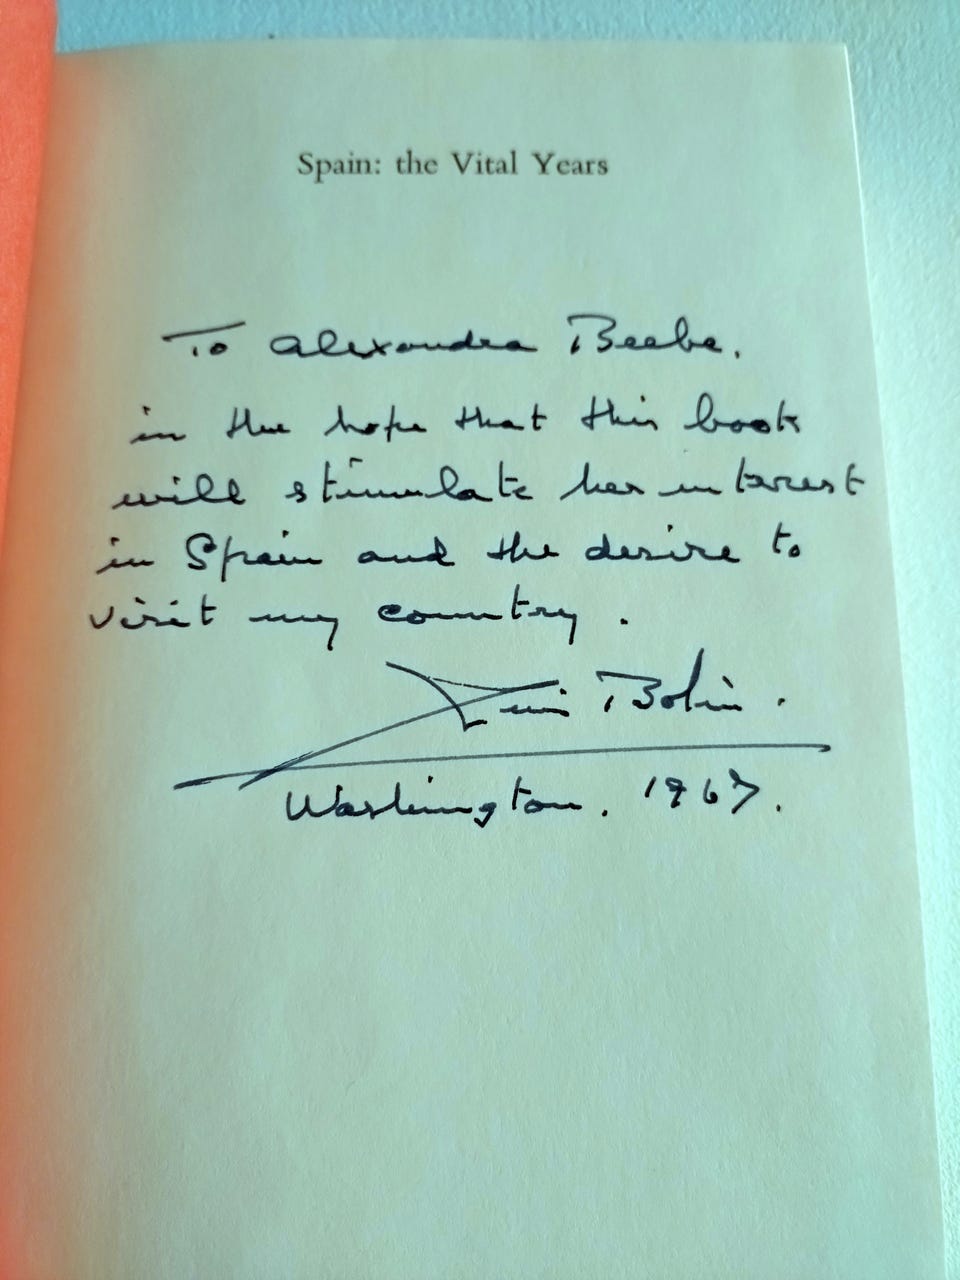 Spain: the Vital Years
To Alexandra Beebe,
in the hope that this book
will stimulate her interest
in Spain and the desire to
visit my country.
Luis Bolin.
Washington. 1967.